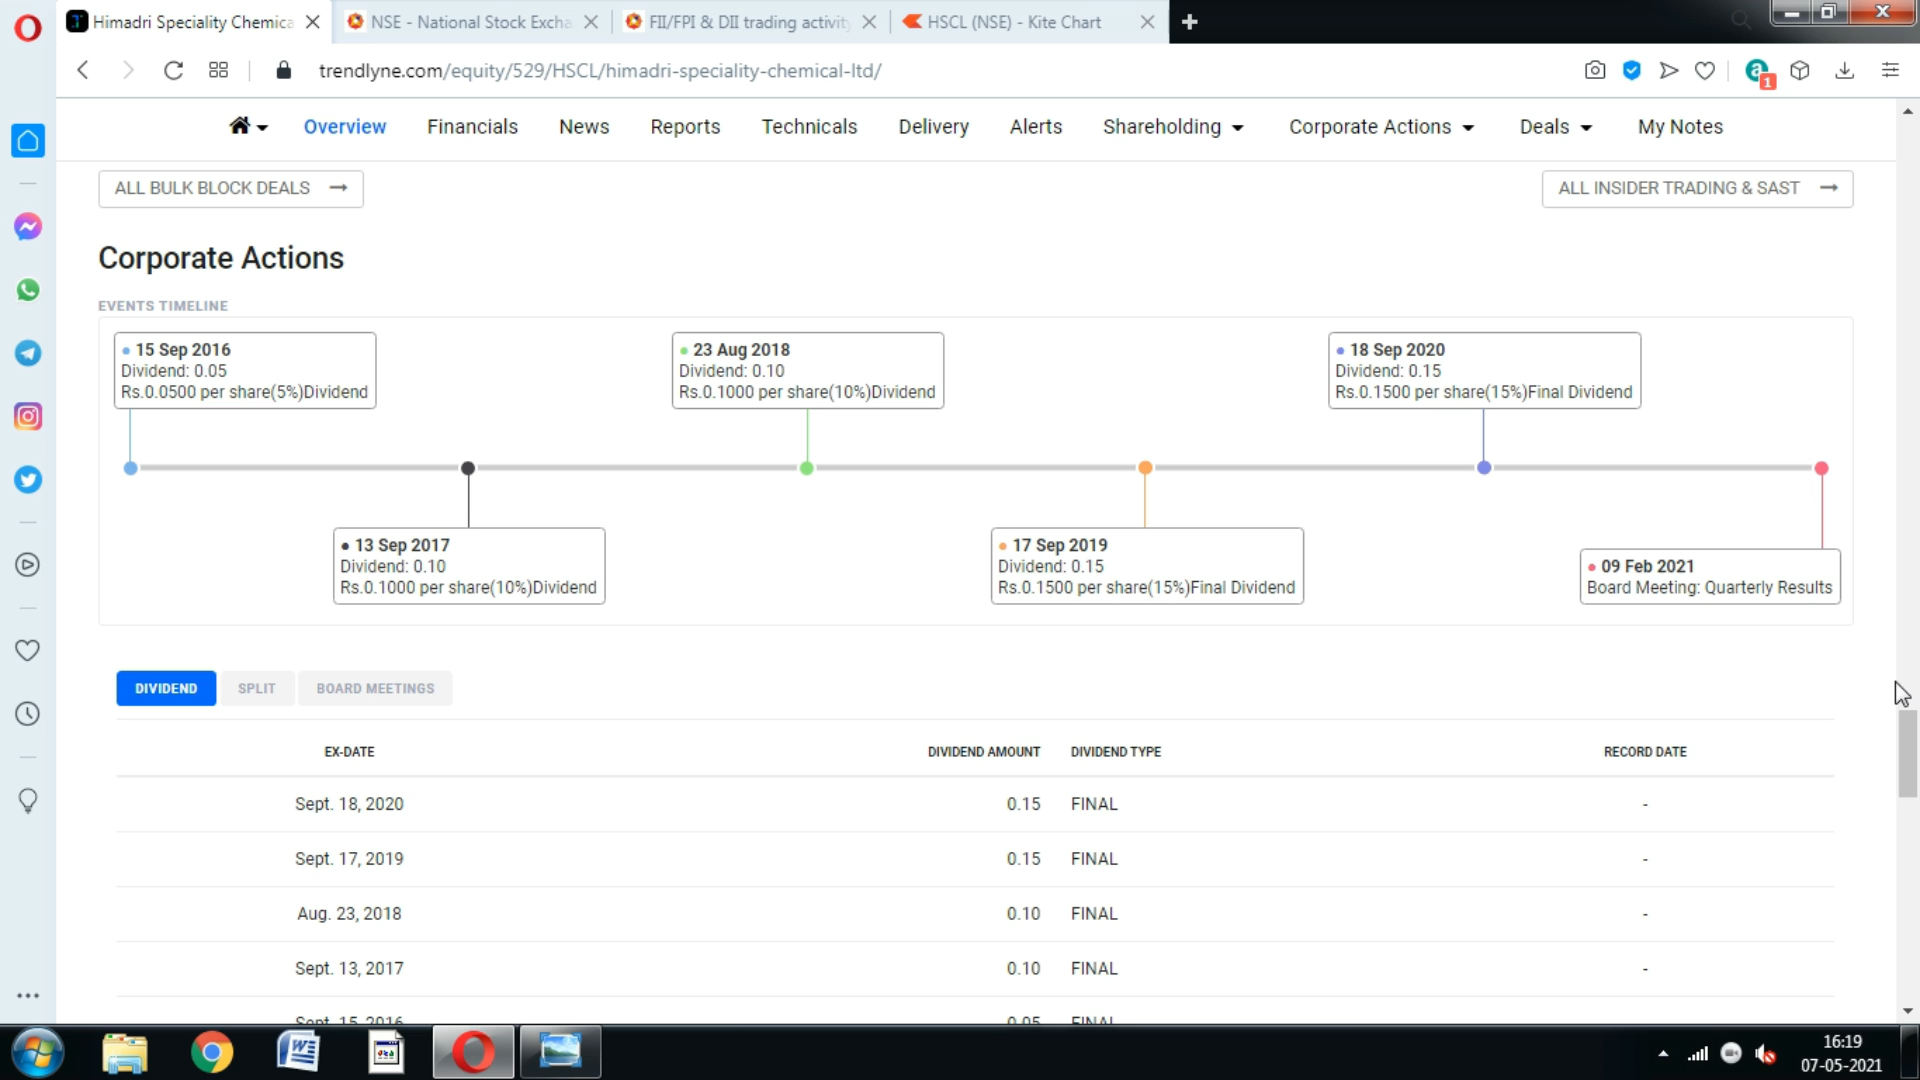 Himadri Speciality Chemica
NSE - National Stock Excha
FII/FPI & DII trading activity
HSCL (NSE) - Kite Chart
trendlyne.com/equity/529/HSCL/himadri-speciality-chemical-ltd/
1
Overview
Financials
News
Reports
Technicals
Delivery
Alerts
Shareholding
Corporate Actions
Deals
My Notes
ALL BULK BLOCK DEALS
ALL INSIDER TRADING & SAST
Corporate Actions
EVENTS TIMELINE
15 Sep 2016
Dividend: 0.05
Rs.0.0500 per share(5%)Dividend
23 Aug 2018
Dividend: 0.10
Rs.0.1000 per share(10%)Dividend
18 Sep 2020
Dividend: 0.15
Rs.0.1500 per share(15%)Final Dividend
13 Sep 2017
Dividend: 0.10
Rs.0.1000 per share(10%)Dividend
17 Sep 2019
Dividend: 0.15
Rs.0.1500 per share(15%)Final Dividend
09 Feb 2021
Board Meeting: Quarterly Results
DIVIDEND
SPLIT
BOARD MEETINGS
EX-DATE DIVIDEND AMOUNT DIVIDEND TYPE RECORD DATE
Sept. 18, 2020 0.15 FINAL -
Sept. 17, 2019 0.15 FINAL -
Aug. 23, 2018 0.10 FINAL -
Sept. 13, 2017 0.10 FINAL -
Sept. 15, 2016 0.05 FINAL
16:19
07-05-2021